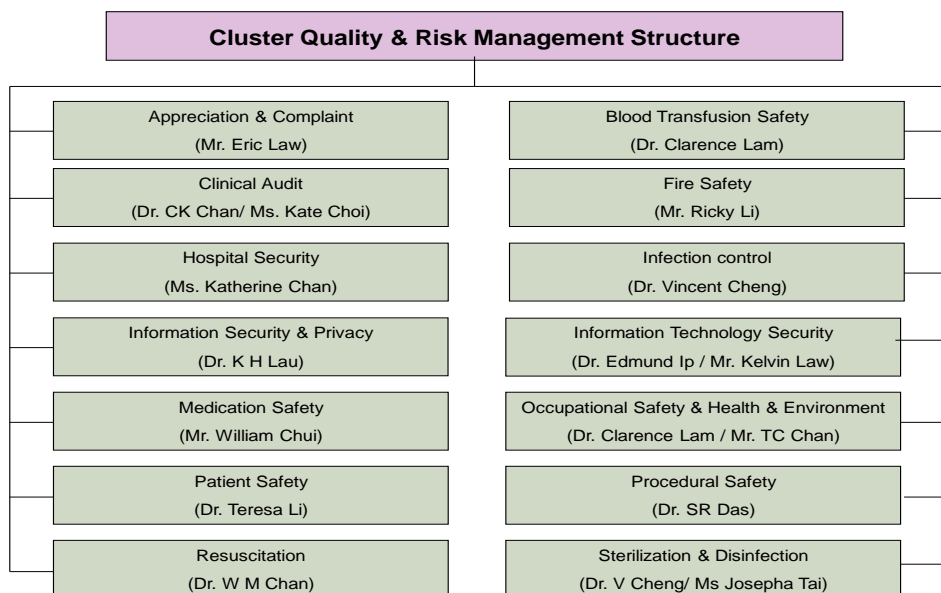 Cluster Quality & Risk Management Structure
Appreciation & Complaint
(Mr. Eric Law)
Clinical Audit
(Dr. CK Chan/ Ms. Kate Choi)
Hospital Security
(Ms. Katherine Chan)
Information Security & Privacy
(Dr. K H Lau)
Medication Safety
(Mr. William Chui)
Patient Safety
(Dr. Teresa Li)
Resuscitation
(Dr. W M Chan)
Blood Transfusion Safety
(Dr. Clarence Lam)
Fire Safety
(Mr. Ricky Li)
Infection control
(Dr. Vincent Cheng)
Information Technology Security
(Dr. Edmund Ip / Mr. Kelvin Law)
Occupational Safety & Health & Environment
(Dr. Clarence Lam / Mr. TC Chan)
Procedural Safety
(Dr. SR Das)
Sterilization & Disinfection
(Dr. V Cheng/ Ms Josepha Tai)